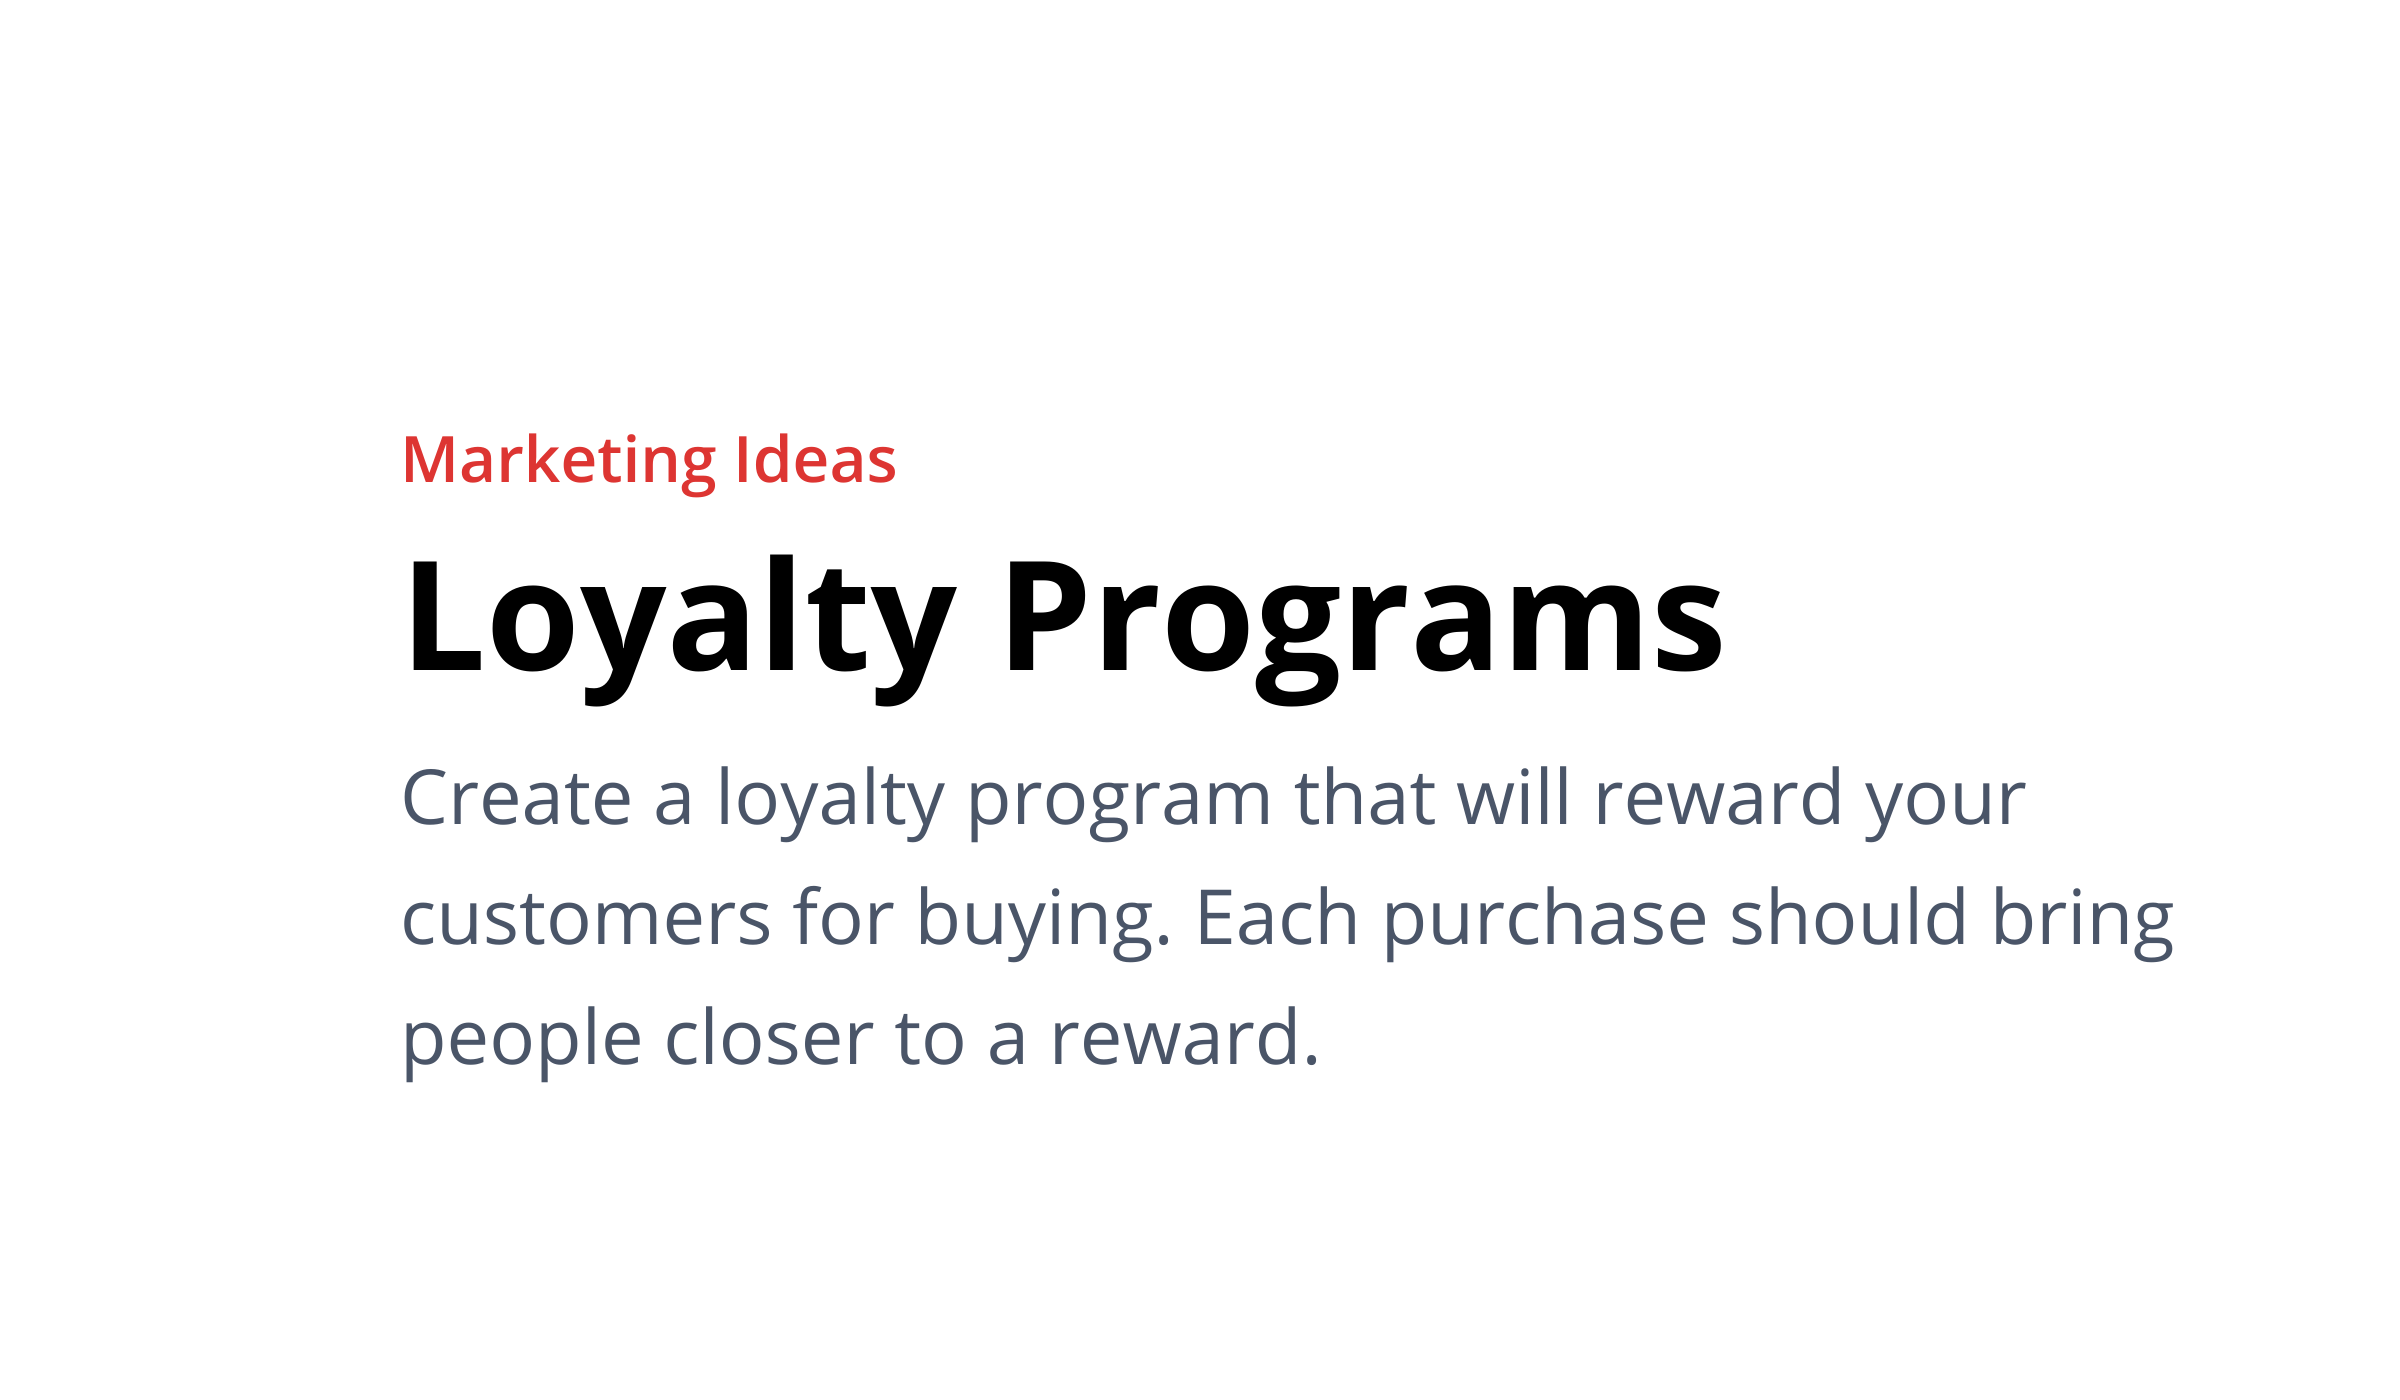 Marketing Ideas
Loyalty Programs
Create a loyalty program that will reward your
customers for buying. Each purchase should bring
people closer to a reward.